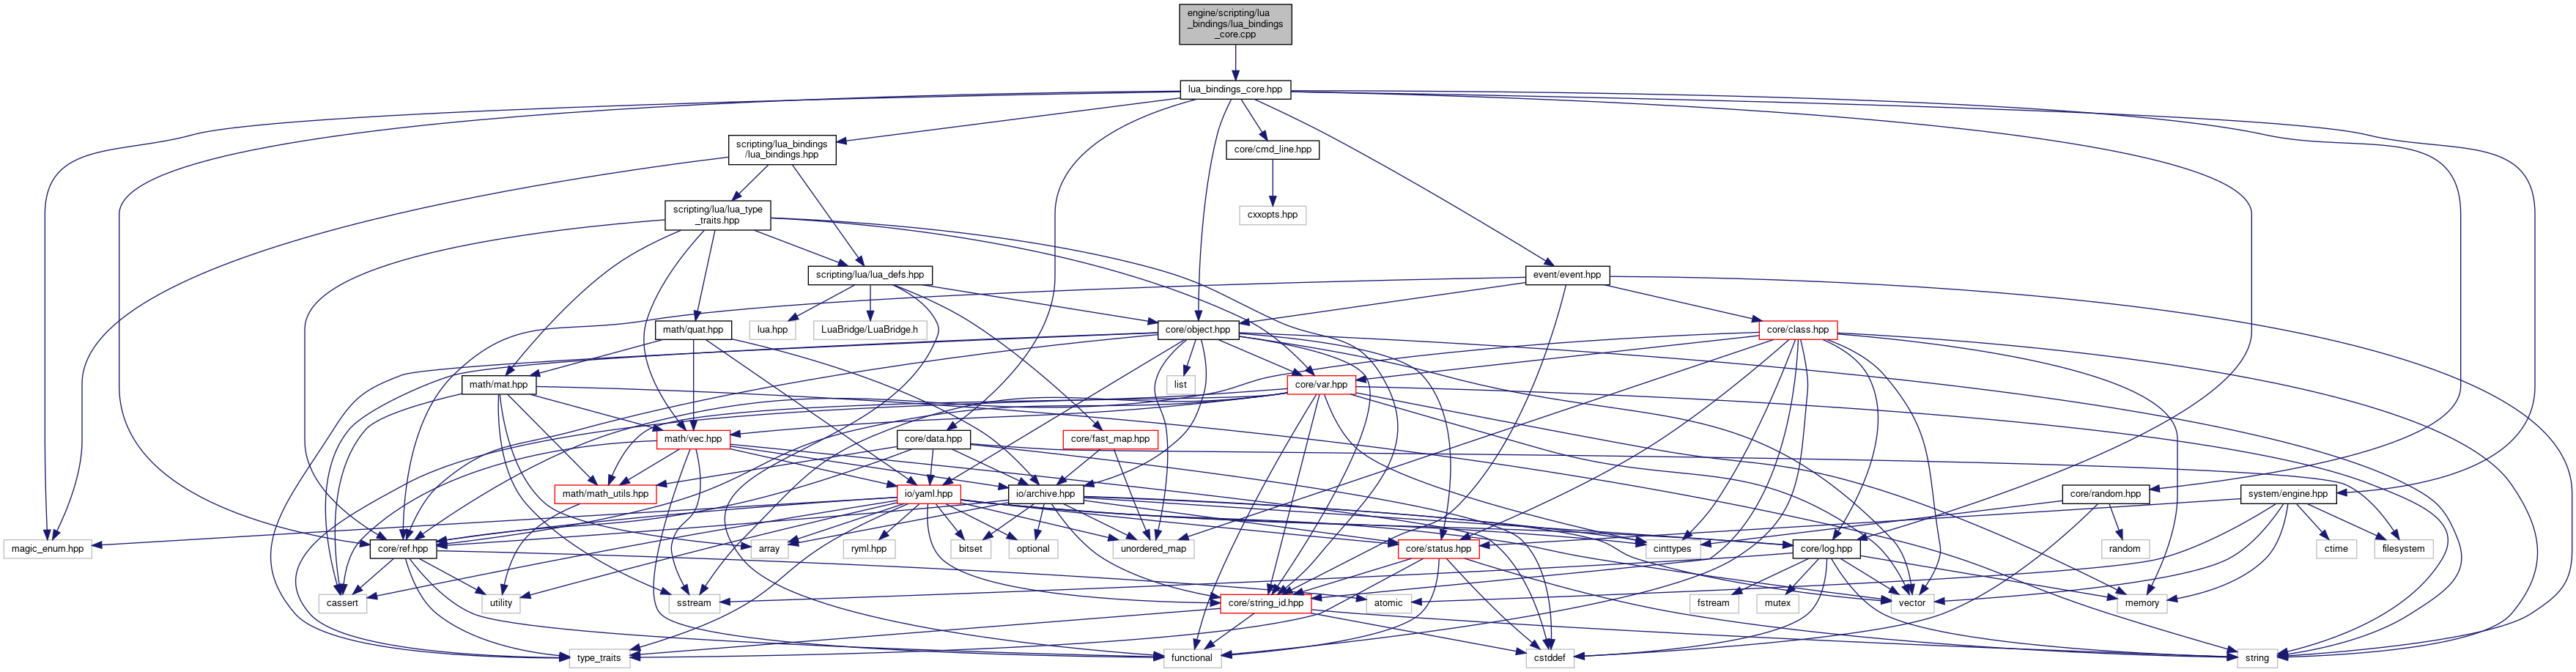 engine/scripting/lua
_bindings/lua_bindings
_core.cpp
lua_bindings_core.hpp
scripting/lua_bindings
/lua_bindings.hpp
core/cmd_line.hpp
scripting/lua/lua_type
_traits.hpp
cxxopts.hpp
scripting/lua/lua_defs.hpp
event/event.hpp
math/quat.hpp
lua.hpp
LuaBridge/LuaBridge.h
core/object.hpp
core/class.hpp
math/mat.hpp
list
core/var.hpp
math/vec.hpp
core/data.hpp
core/fast_map.hpp
math/math_utils.hpp
io/yaml.hpp
io/archive.hpp
core/random.hpp
system/engine.hpp
magic_enum.hpp
core/ref.hpp
array
ryml.hpp
bitset
optional
unordered_map
core/status.hpp
cinttypes
core/log.hpp
random
ctime
filesystem
cassert
utility
sstream
core/string_id.hpp
atomic
fstream
mutex
vector
memory
type_traits
functional
cstddef
string